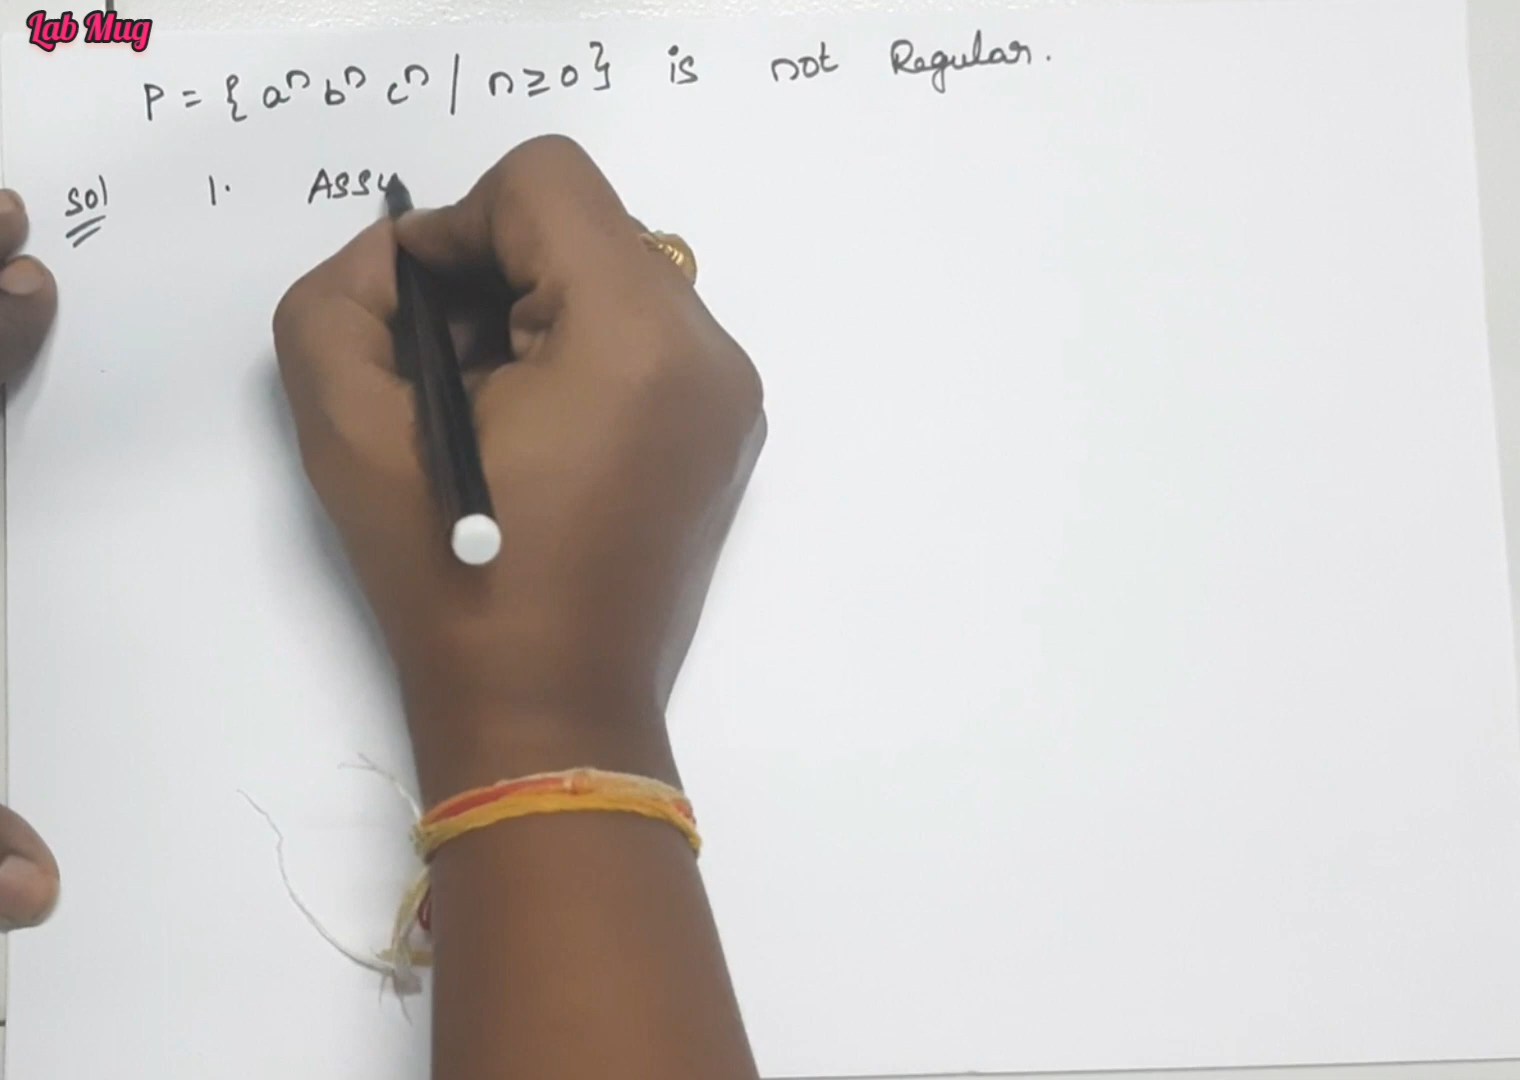 Lab Mug
P = { aⁿ bⁿ cⁿ / n ≥ 0 } is not Regular.
Sol 1. Assu